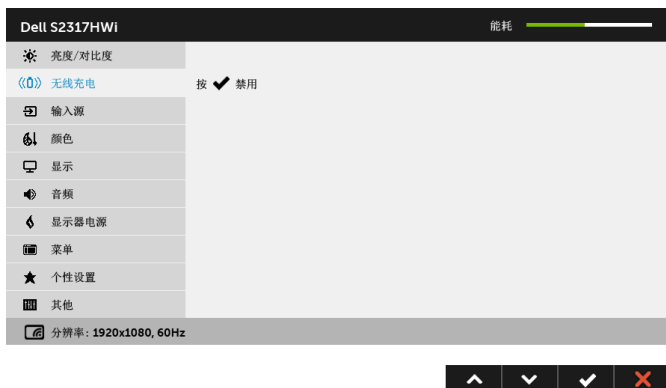 Dell S2317HWi 能耗
亮度/对比度
无线充电 按 ✔ 禁用
输入源
颜色
显示
音频
显示器电源
菜单
个性设置
其他
分辨率: 1920x1080, 60Hz